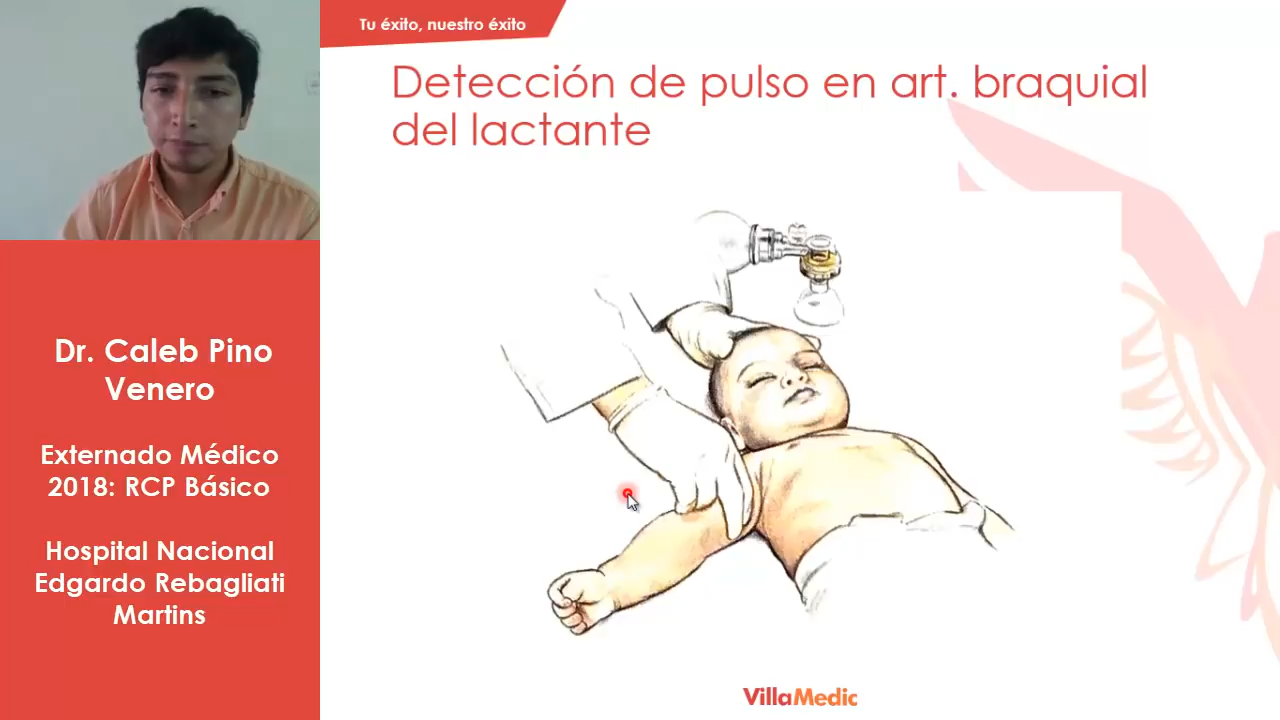 Tu éxito, nuestro éxito
Detección de pulso en art. braquial
del lactante
Dr. Caleb Pino
Venero
Externado Médico
2018: RCP Básico
Hospital Nacional
Edgardo Rebagliati
Martins
VillaMedic